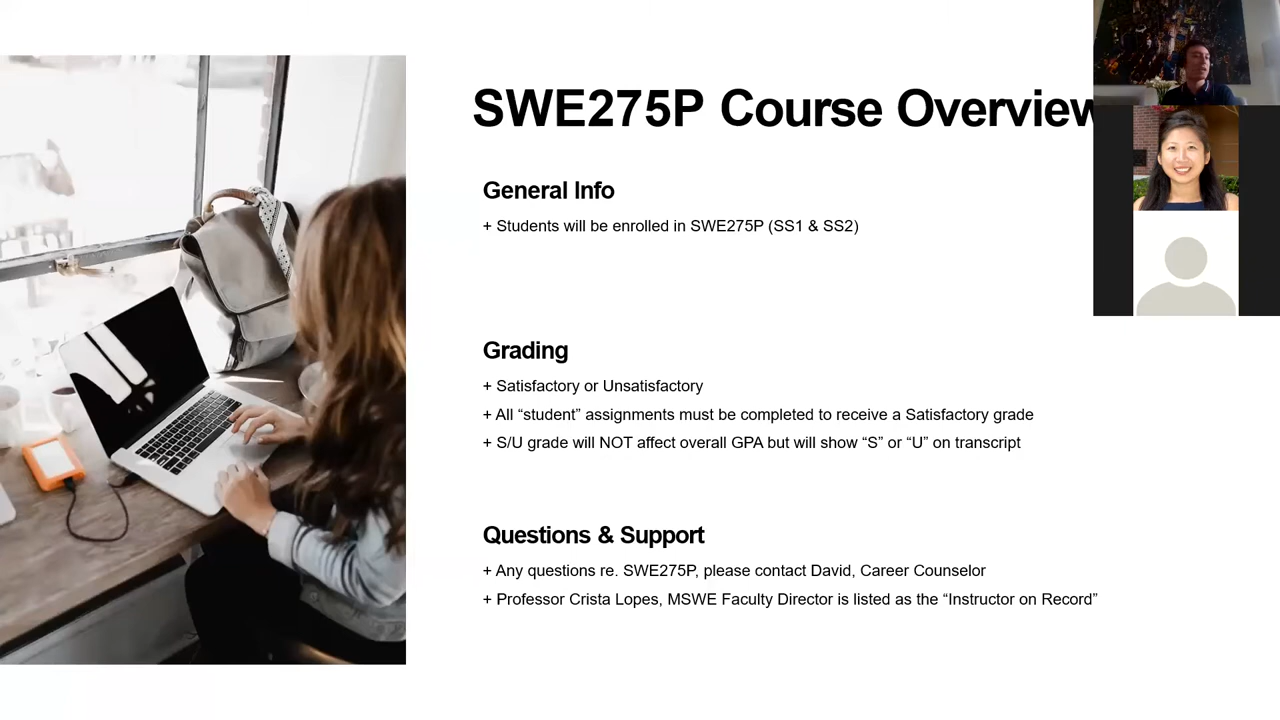 SWE275P Course Overview
General Info
+ Students will be enrolled in SWE275P (SS1 & SS2)
Grading
+ Satisfactory or Unsatisfactory
+ All “student” assignments must be completed to receive a Satisfactory grade
+ S/U grade will NOT affect overall GPA but will show “S” or “U” on transcript
Questions & Support
+ Any questions re. SWE275P, please contact David, Career Counselor
+ Professor Crista Lopes, MSWE Faculty Director is listed as the “Instructor on Record”